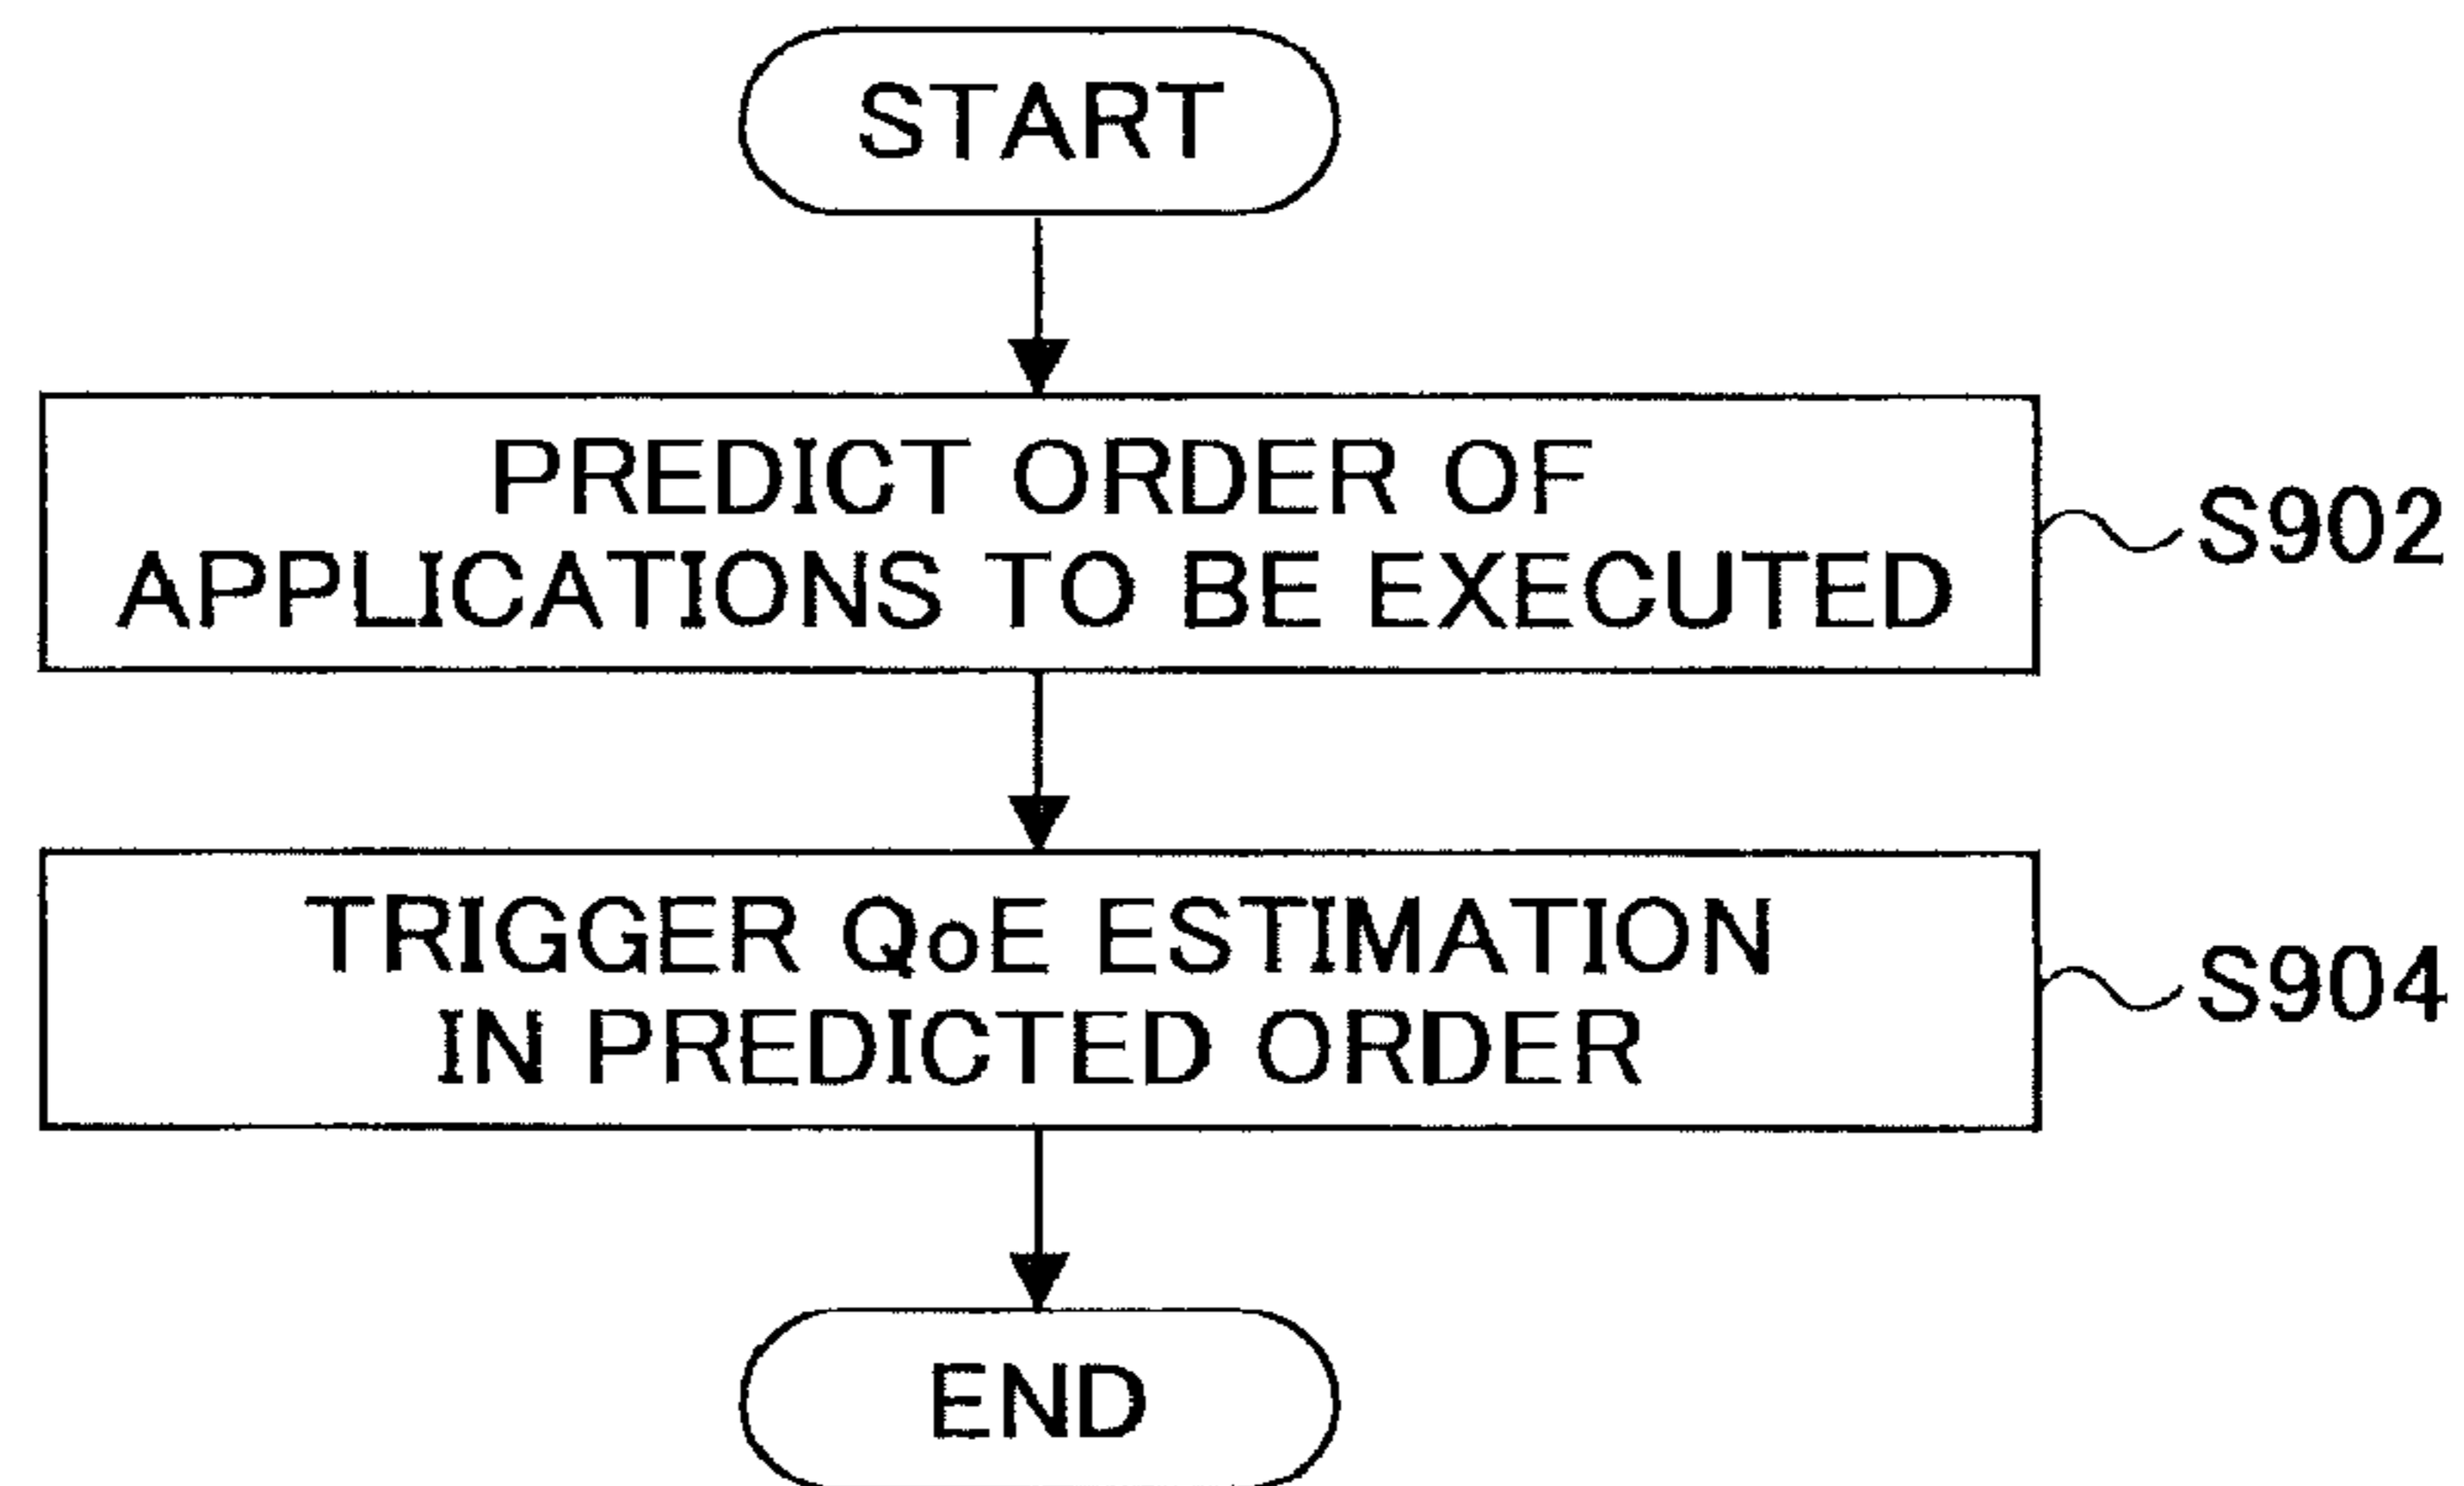 START
PREDICT ORDER OF
APPLICATIONS TO BE EXECUTED
S902
TRIGGER QoE ESTIMATION
IN PREDICTED ORDER
S904
END